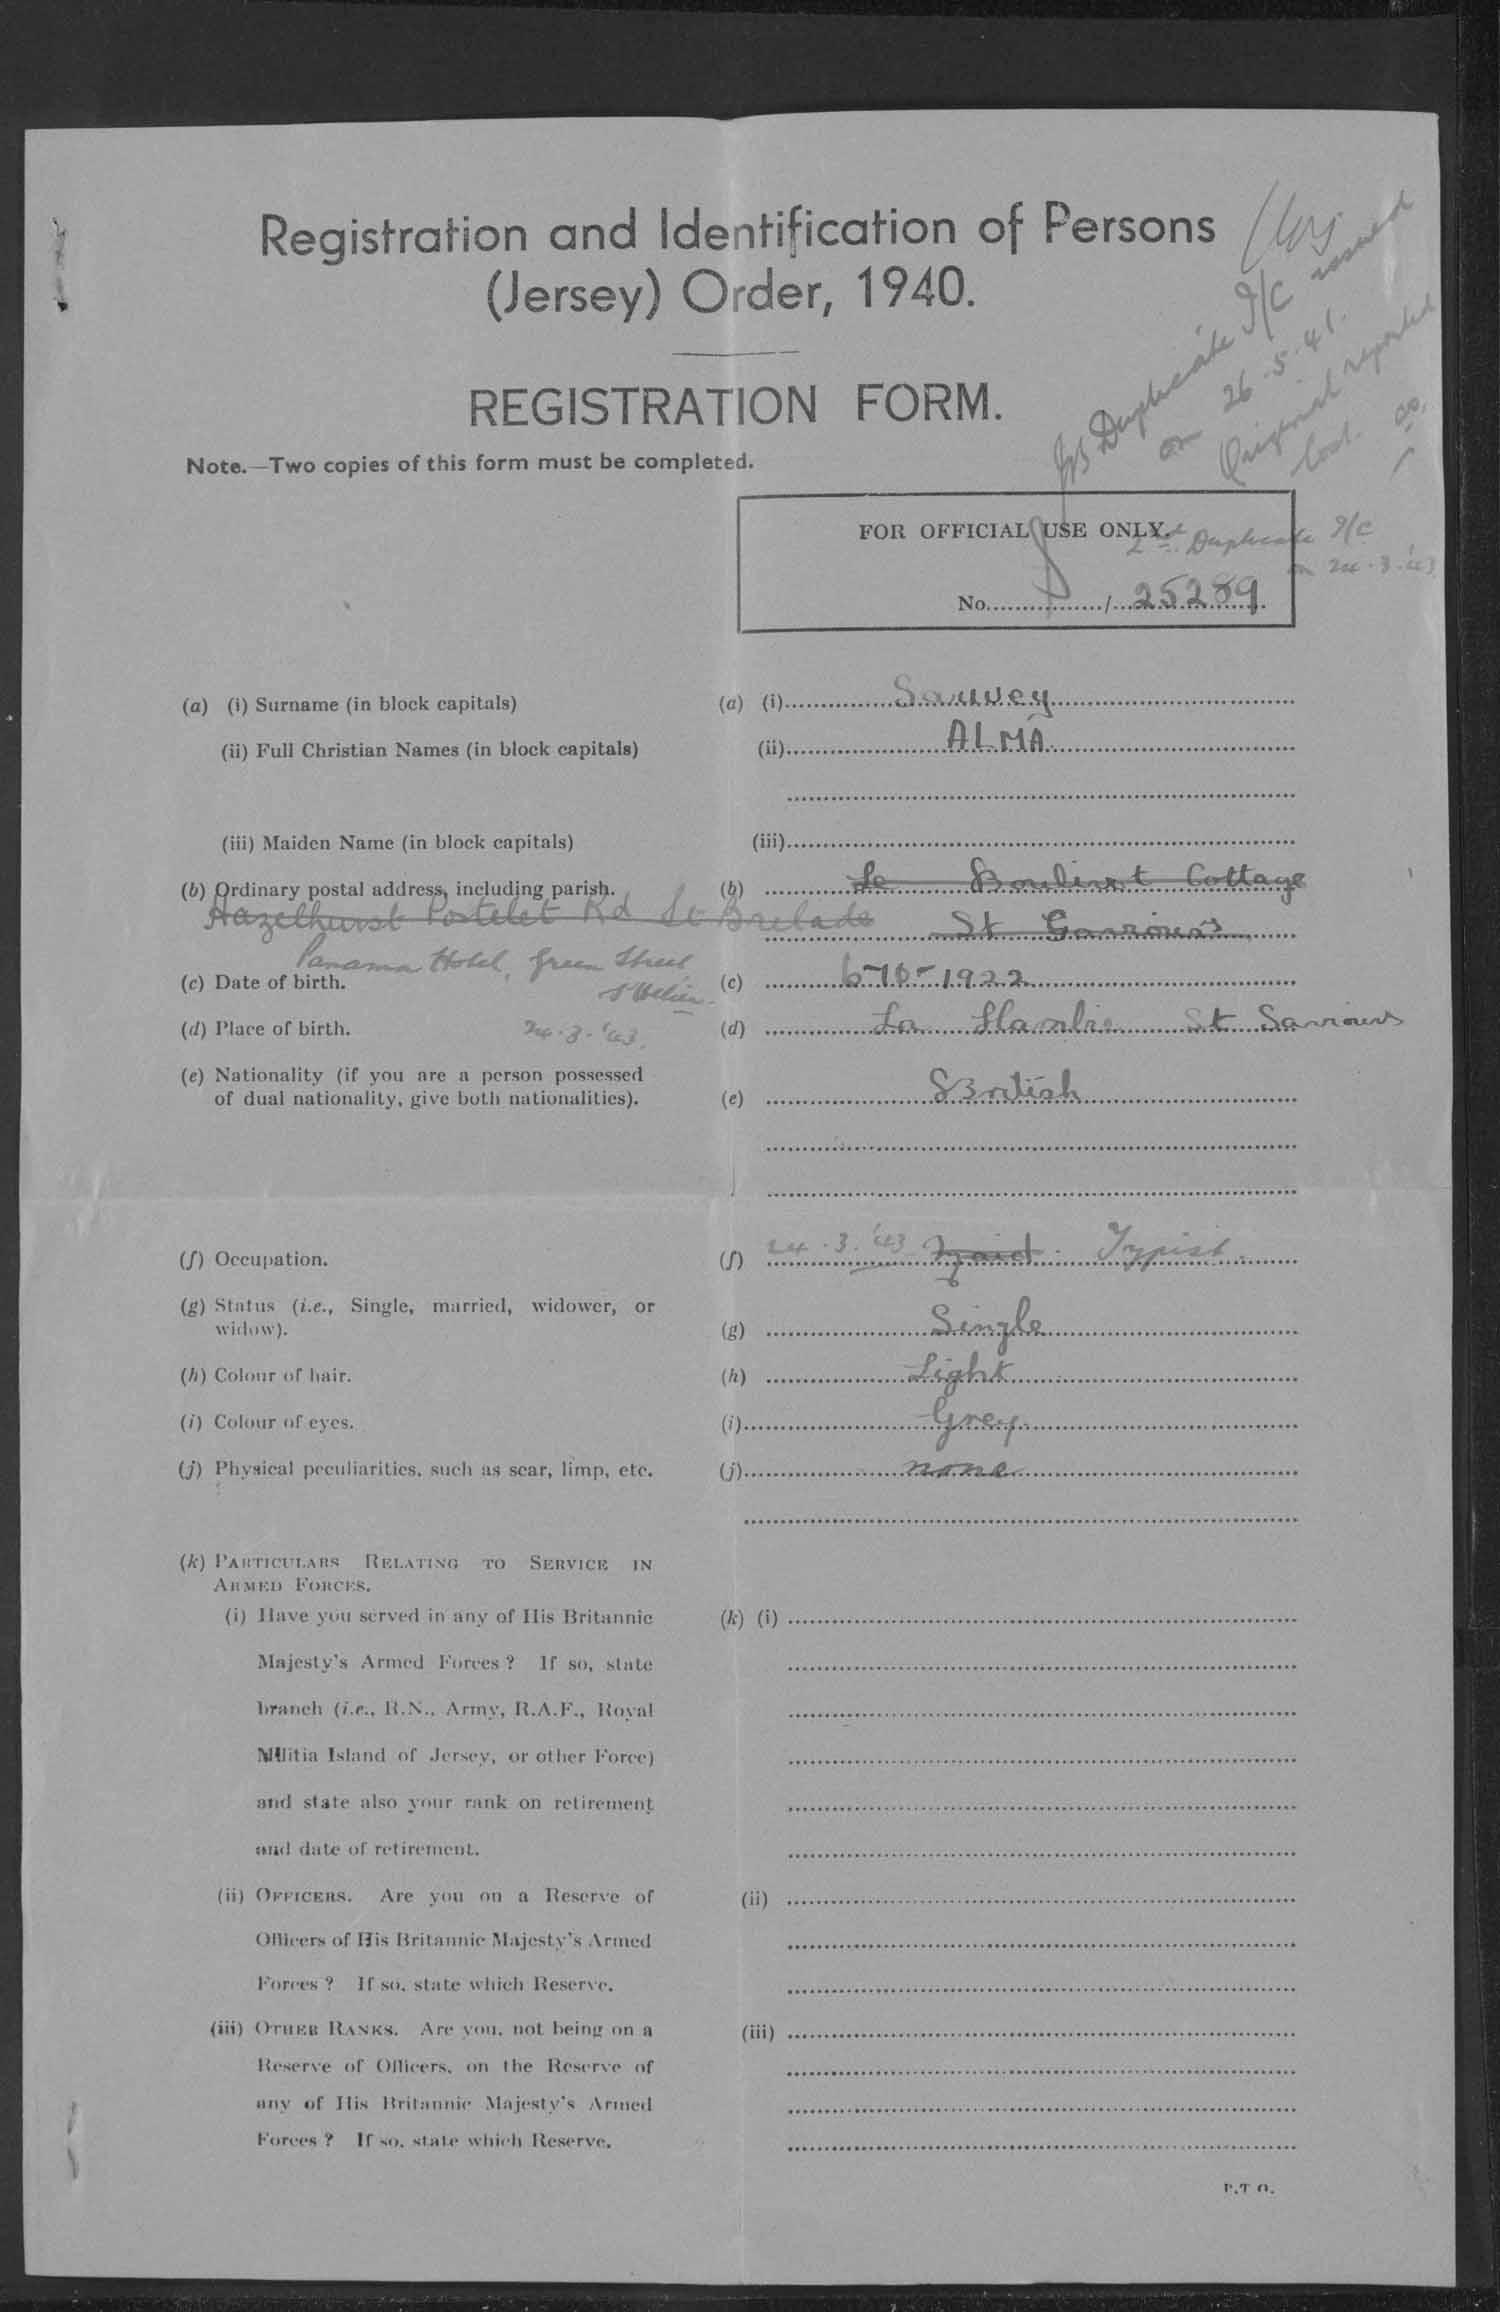 Registration and Identification of Persons
(Jersey) Order, 1940.
REGISTRATION FORM.
Note.—Two copies of this form must be completed.
Duplicate I/C issued
on 26.5.41.
Original reported
lost.
FOR OFFICIAL USE ONLY.
2nd Duplicate I/C
on 24.3.'43
No. / 25289
(a) (i) Surname (in block capitals) (a) (i) Sauvey
(ii) Full Christian Names (in block capitals) (ii) ALMA
(iii) Maiden Name (in block capitals) (iii)
(b) Ordinary postal address, including parish. (b) Le Boulivot Cottage
Hazelhurst Portelet Rd St Brelade St Saviours
Panama Hotel, Green Street
St Helier.
(c) Date of birth. (c) 6-10-1922
(d) Place of birth. 24.3.'43. (d) La St Saviours
(e) Nationality (if you are a person possessed
of dual nationality, give both nationalities). (e) British
(f) Occupation. (f) 24.3.'43 Maid. Typist.
(g) Status (i.e., Single, married, widower, or
widow). (g) Single
(h) Colour of hair. (h) Light
(i) Colour of eyes. (i) Grey
(j) Physical peculiarities, such as scar, limp, etc. (j) none
(k) PARTICULARS RELATING TO SERVICE IN
ARMED FORCES.
(i) Have you served in any of His Britannic (k) (i)
Majesty's Armed Forces ? If so, state
branch (i.e., R.N., Army, R.A.F., Royal
Militia Island of Jersey, or other Force)
and state also your rank on retirement
and date of retirement.
(ii) OFFICERS. Are you on a Reserve of (ii)
Officers of His Britannic Majesty's Armed
Forces ? If so, state which Reserve.
(iii) OTHER RANKS. Are you, not being on a (iii)
Reserve of Officers, on the Reserve of
any of His Britannic Majesty's Armed
Forces ? If so, state which Reserve.
P.T.O.